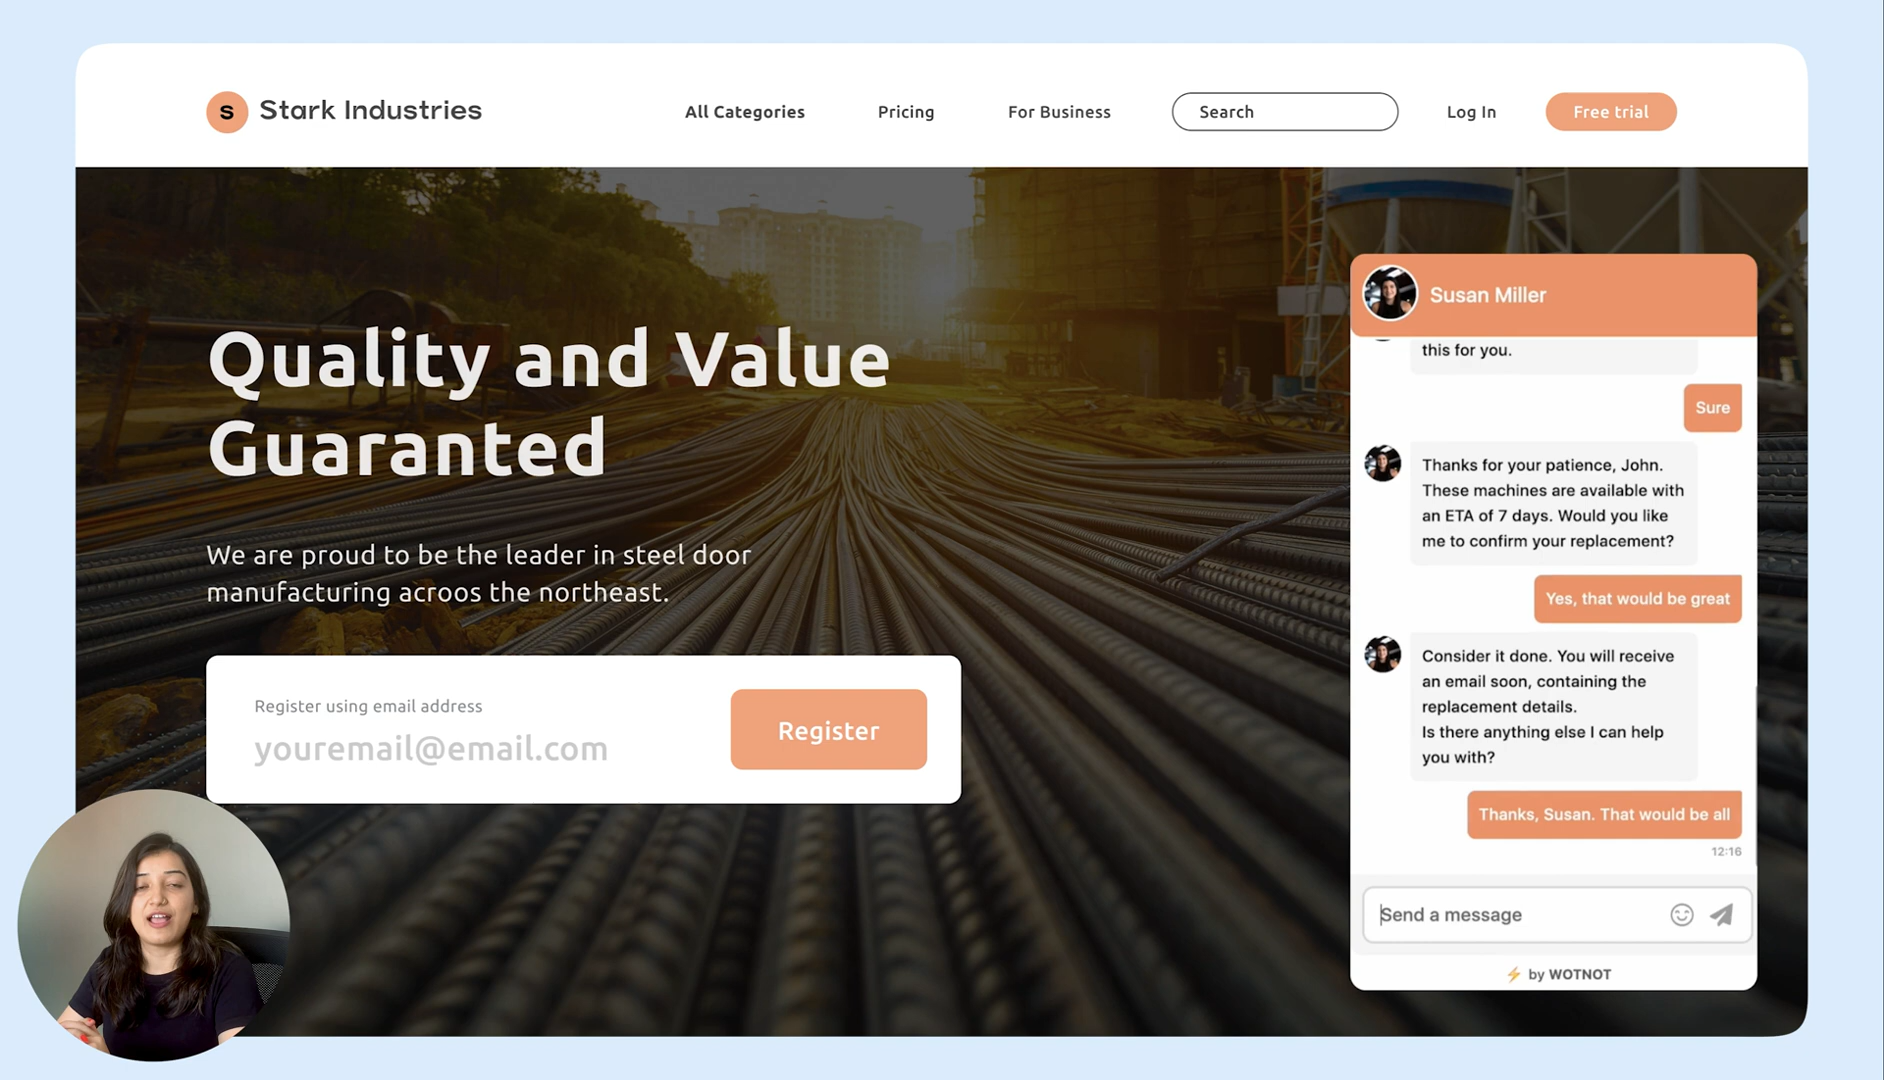 s Stark Industries
All Categories
Pricing
For Business
Search
Log In
Free trial
Quality and Value
Guaranted
We are proud to be the leader in steel door
manufacturing acroos the northeast.
Register using email address
youremail@email.com
Register
Susan Miller
this for you.
Sure
Thanks for your patience, John.
These machines are available with
an ETA of 7 days. Would you like
me to confirm your replacement?
Yes, that would be great
Consider it done. You will receive
an email soon, containing the
replacement details.
Is there anything else I can help
you with?
Thanks, Susan. That would be all
12:16
Send a message
⚡ by WOTNOT